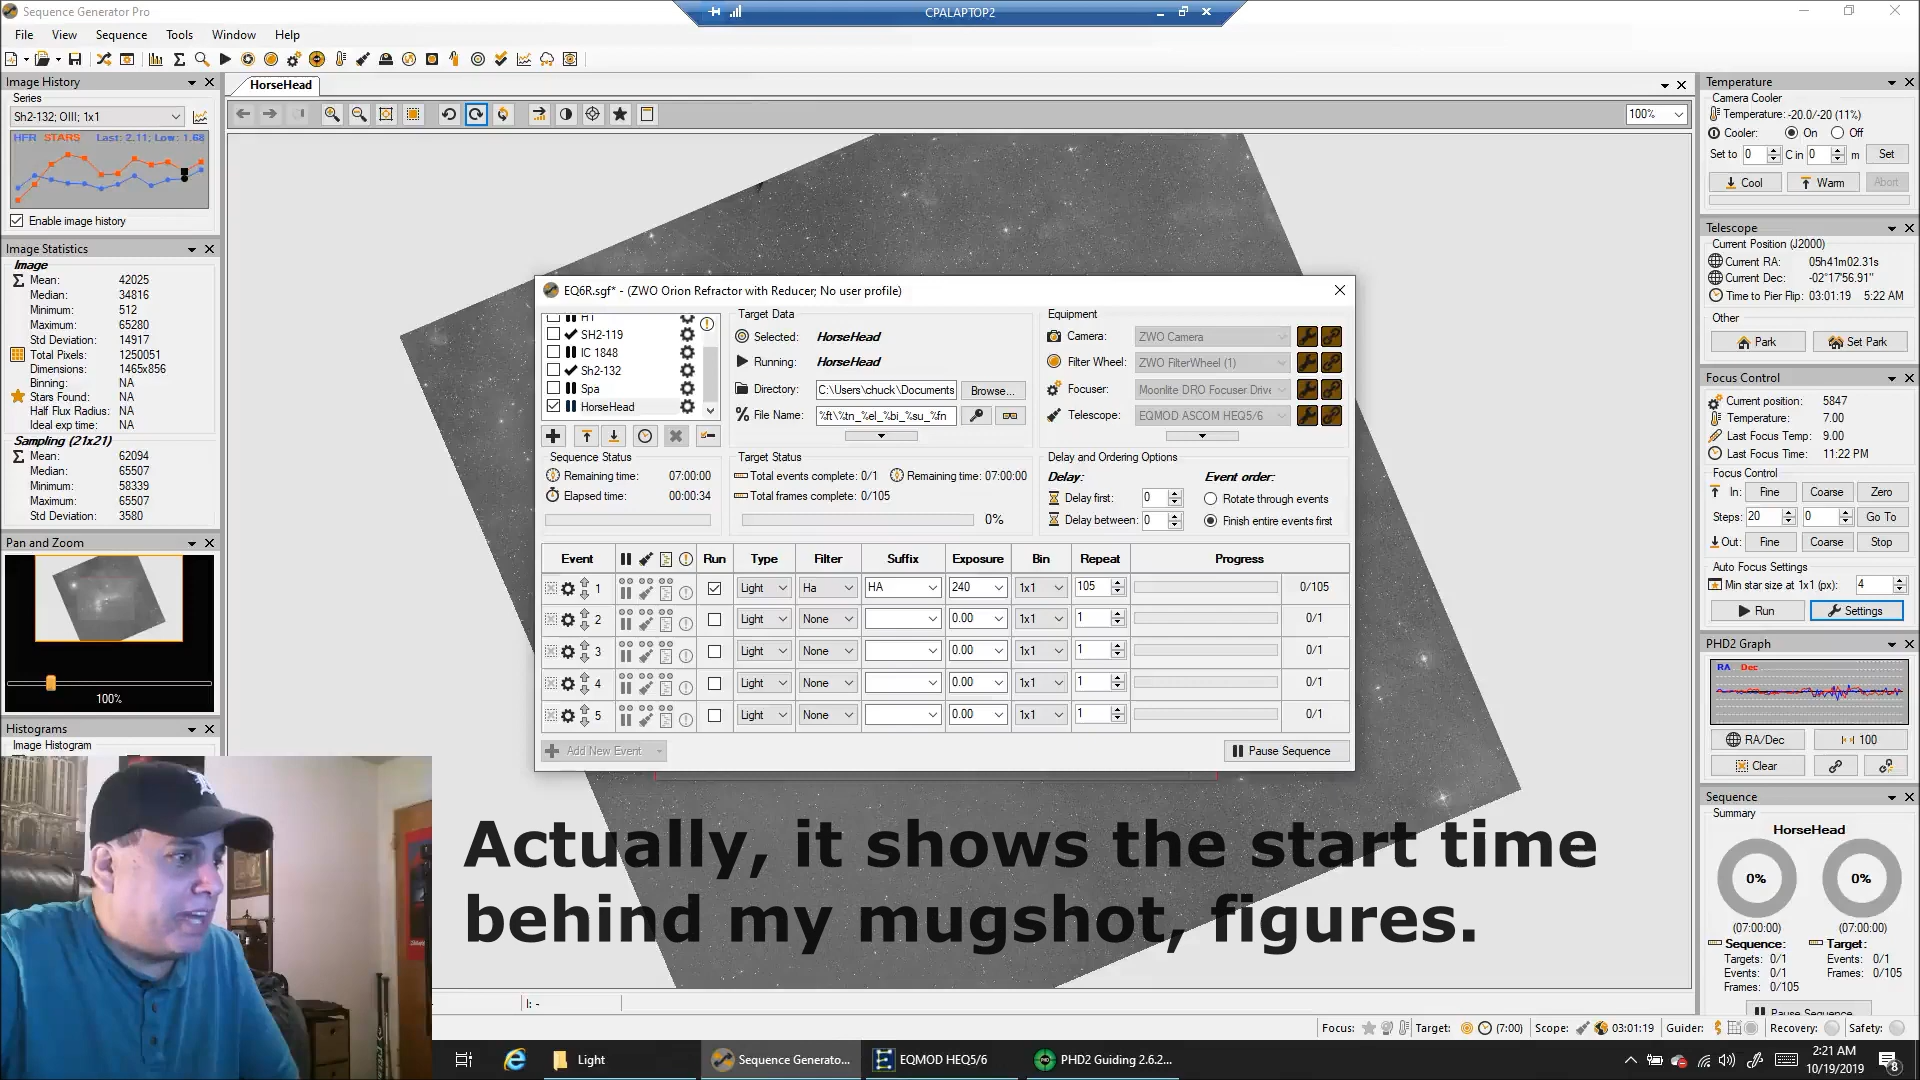 Sequence Generator Pro
CPALAPTOP2
File View Sequence Tools Window Help
Image History
Series
Sh2-132; OIII; 1x1
HFR STARS Last: 2.11; Low: 1.68
Enable image history
Image Statistics
Image
Mean: 42025
Median: 34816
Minimum: 512
Maximum: 65280
Std Deviation: 14917
Total Pixels: 1250051
Dimensions: 1465x856
Binning: NA
Stars Found: NA
Half Flux Radius: NA
Ideal exp time: NA
Sampling (21x21)
Mean: 62094
Median: 65507
Minimum: 58339
Maximum: 65507
Std Deviation: 3580
Pan and Zoom
100%
Histograms
Image Histogram
HorseHead
100%
EQ6R.sgf* - (ZWO Orion Refractor with Reducer; No user profile)
SH2-119
IC 1848
Sh2-132
Spa
HorseHead
Sequence Status
Remaining time: 07:00:00
Elapsed time: 00:00:34
Target Data
Selected: HorseHead
Running: HorseHead
Directory: C:\Users\chuck\Documents Browse...
File Name: %ft\%tn_%el_%bi_%su_%fn
Target Status
Total events complete: 0/1 Remaining time: 07:00:00
Total frames complete: 0/105
0%
Equipment
Camera: ZWO Camera
Filter Wheel: ZWO FilterWheel (1)
Focuser: Moonlite DRO Focuser Drive
Telescope: EQMOD ASCOM HEQ5/6
Delay and Ordering Options
Delay: Event order:
Delay first: 0 Rotate through events
Delay between: 0 Finish entire events first
Event Run Type Filter Suffix Exposure Bin Repeat Progress
1 Light Ha HA 240 1x1 105 0/105
2 Light None 0.00 1x1 1 0/1
3 Light None 0.00 1x1 1 0/1
4 Light None 0.00 1x1 1 0/1
5 Light None 0.00 1x1 1 0/1
Add New Event Pause Sequence
Actually, it shows the start time
behind my mugshot, figures.
I: -
Temperature
Camera Cooler
Temperature: -20.0/-20 (11%)
Cooler: On Off
Set to 0 C in 0 m Set
Cool Warm Abort
Telescope
Current Position (J2000)
Current RA: 05h41m02.31s
Current Dec: -02°17'56.91"
Time to Pier Flip: 03:01:19 5:22 AM
Other
Park Set Park
Focus Control
Current position: 5847
Temperature: 7.00
Last Focus Temp: 9.00
Last Focus Time: 11:22 PM
Focus Control
In: Fine Coarse Zero
Steps: 20 0 Go To
Out: Fine Coarse Stop
Auto Focus Settings
Min star size at 1x1 (px): 4
Run Settings
PHD2 Graph
RA Dec
RA/Dec 100
Clear
Sequence
Summary
HorseHead
0% 0%
(07:00:00) (07:00:00)
Sequence: Target:
Targets: 0/1 Events: 0/1
Events: 0/1 Frames: 0/105
Frames: 0/105
Pause Sequence
Focus: Target: (7:00) Scope: 03:01:19 Guider: Recovery: Safety:
Light Sequence Generato... EQMOD HEQ5/6 PHD2 Guiding 2.6.2...
2:21 AM
10/19/2019
8